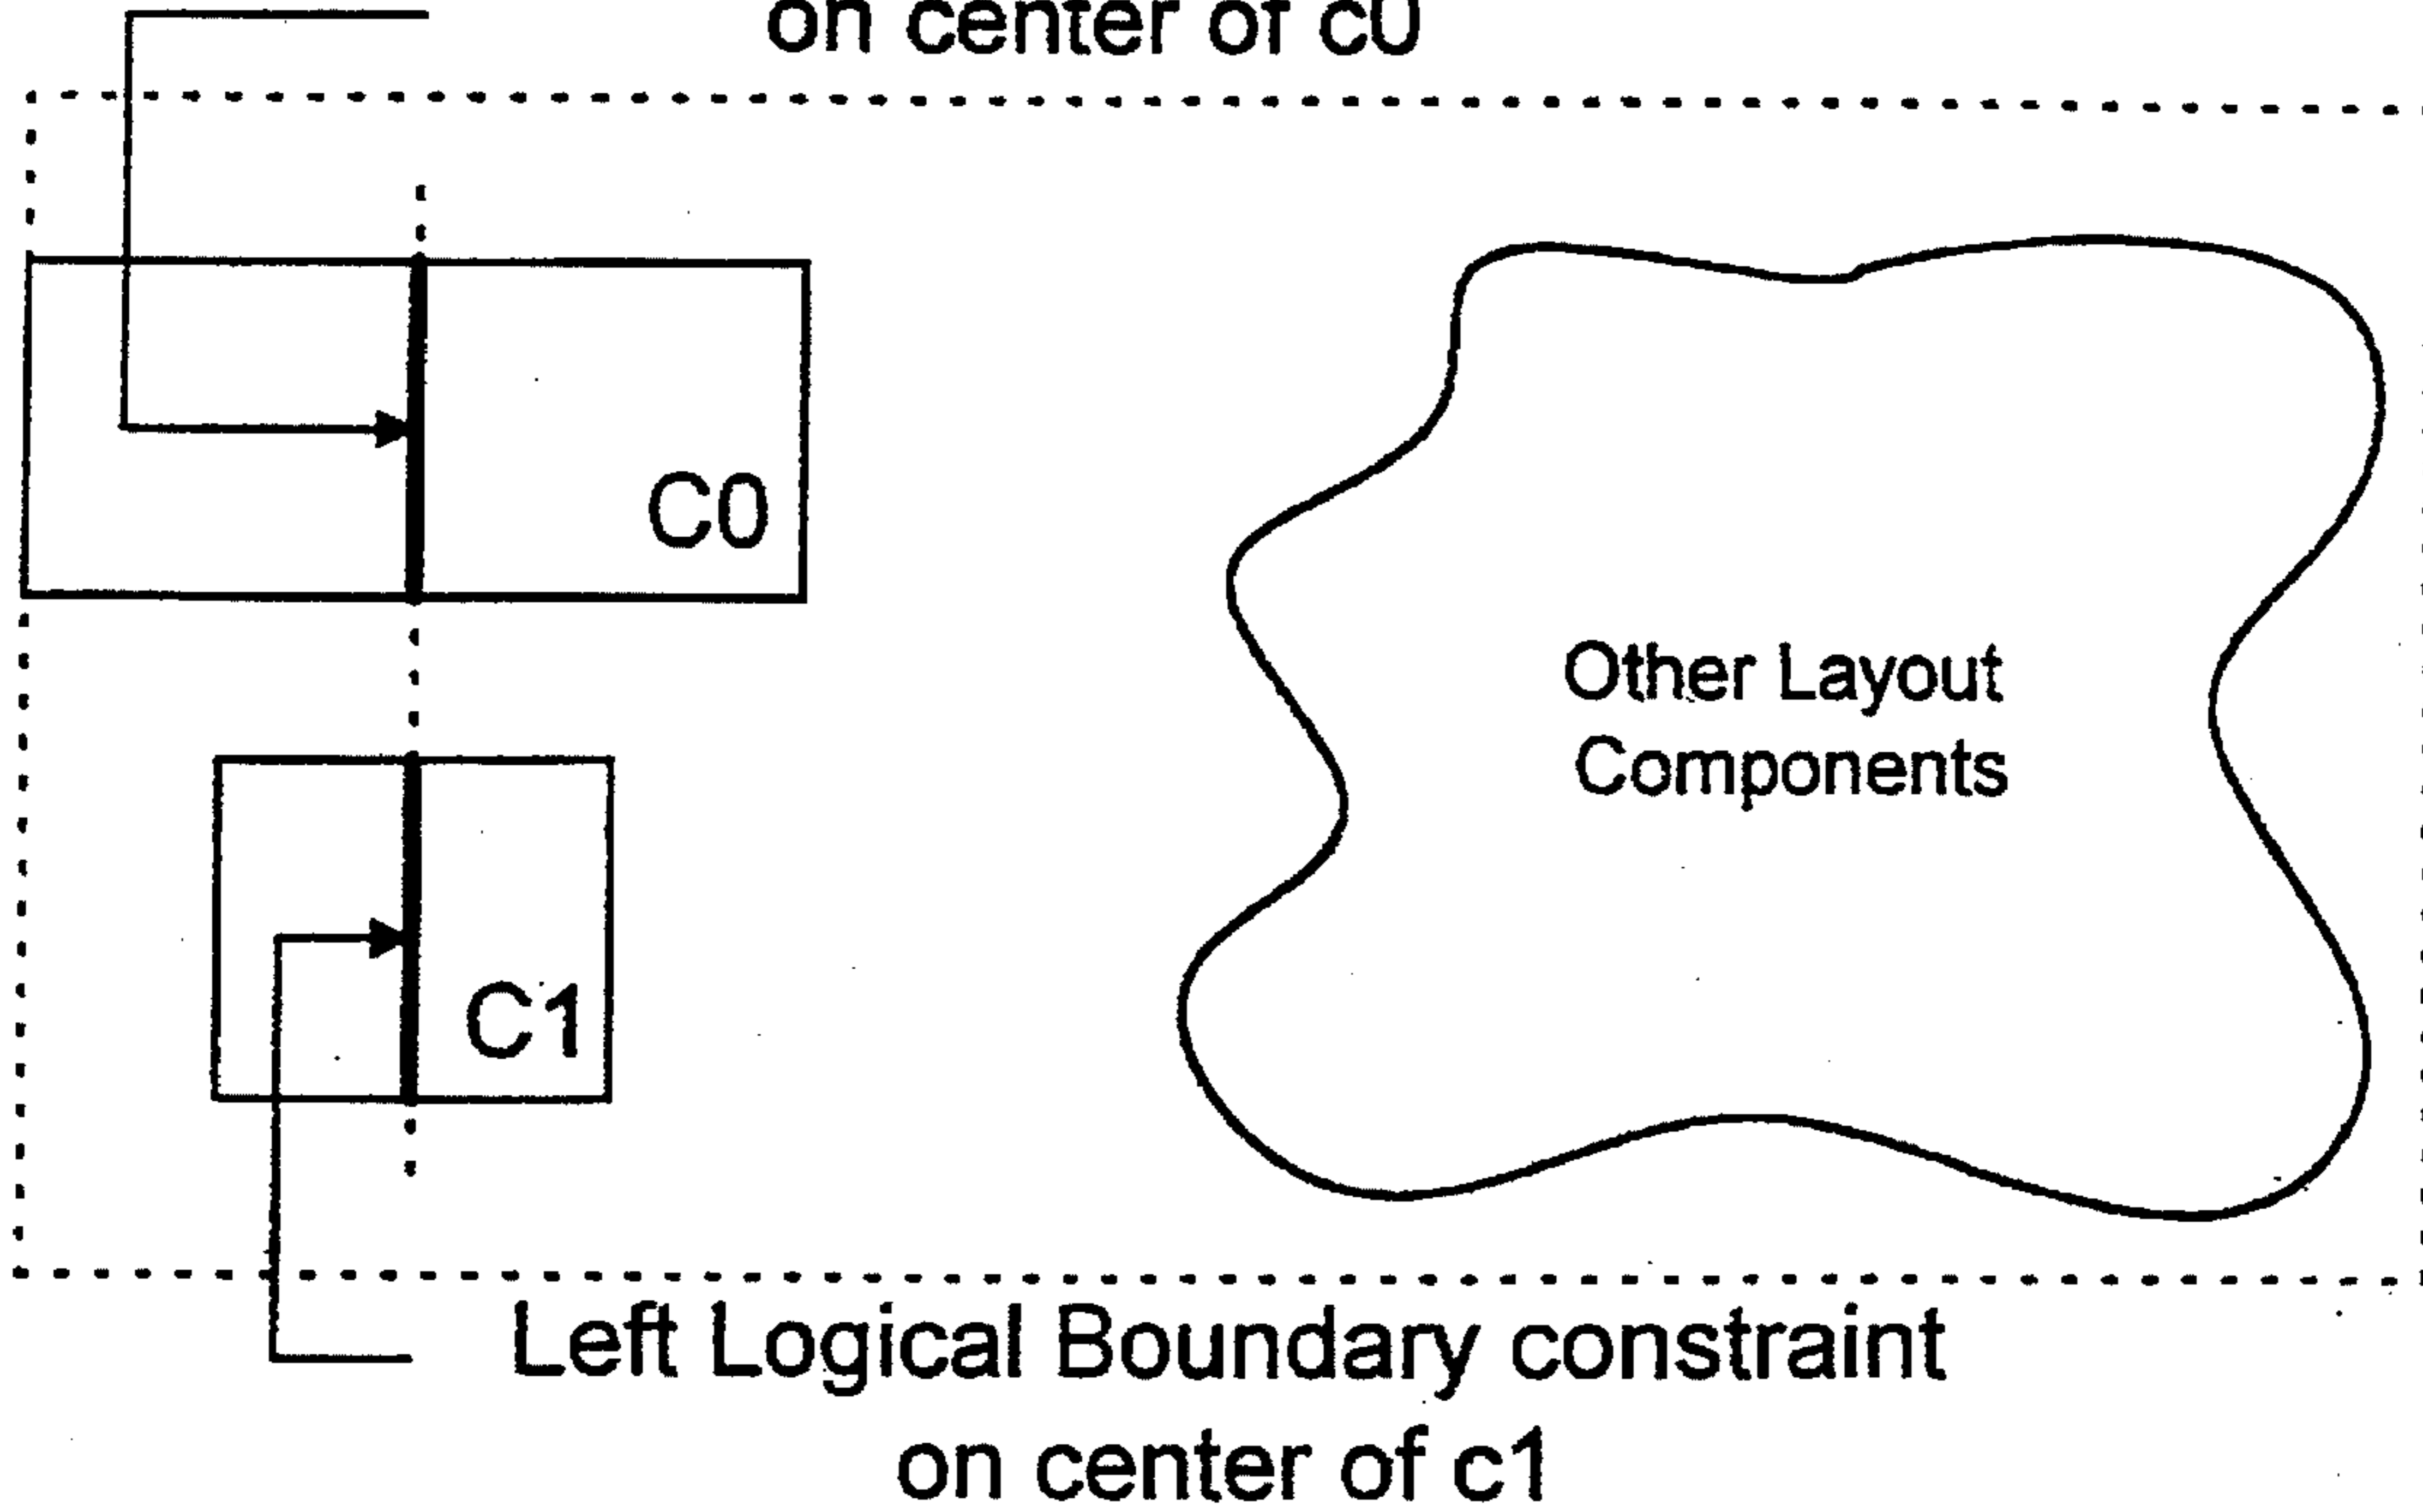 on center of c0
C0
Other Layout
Components
C1
Left Logical Boundary constraint
on center of c1